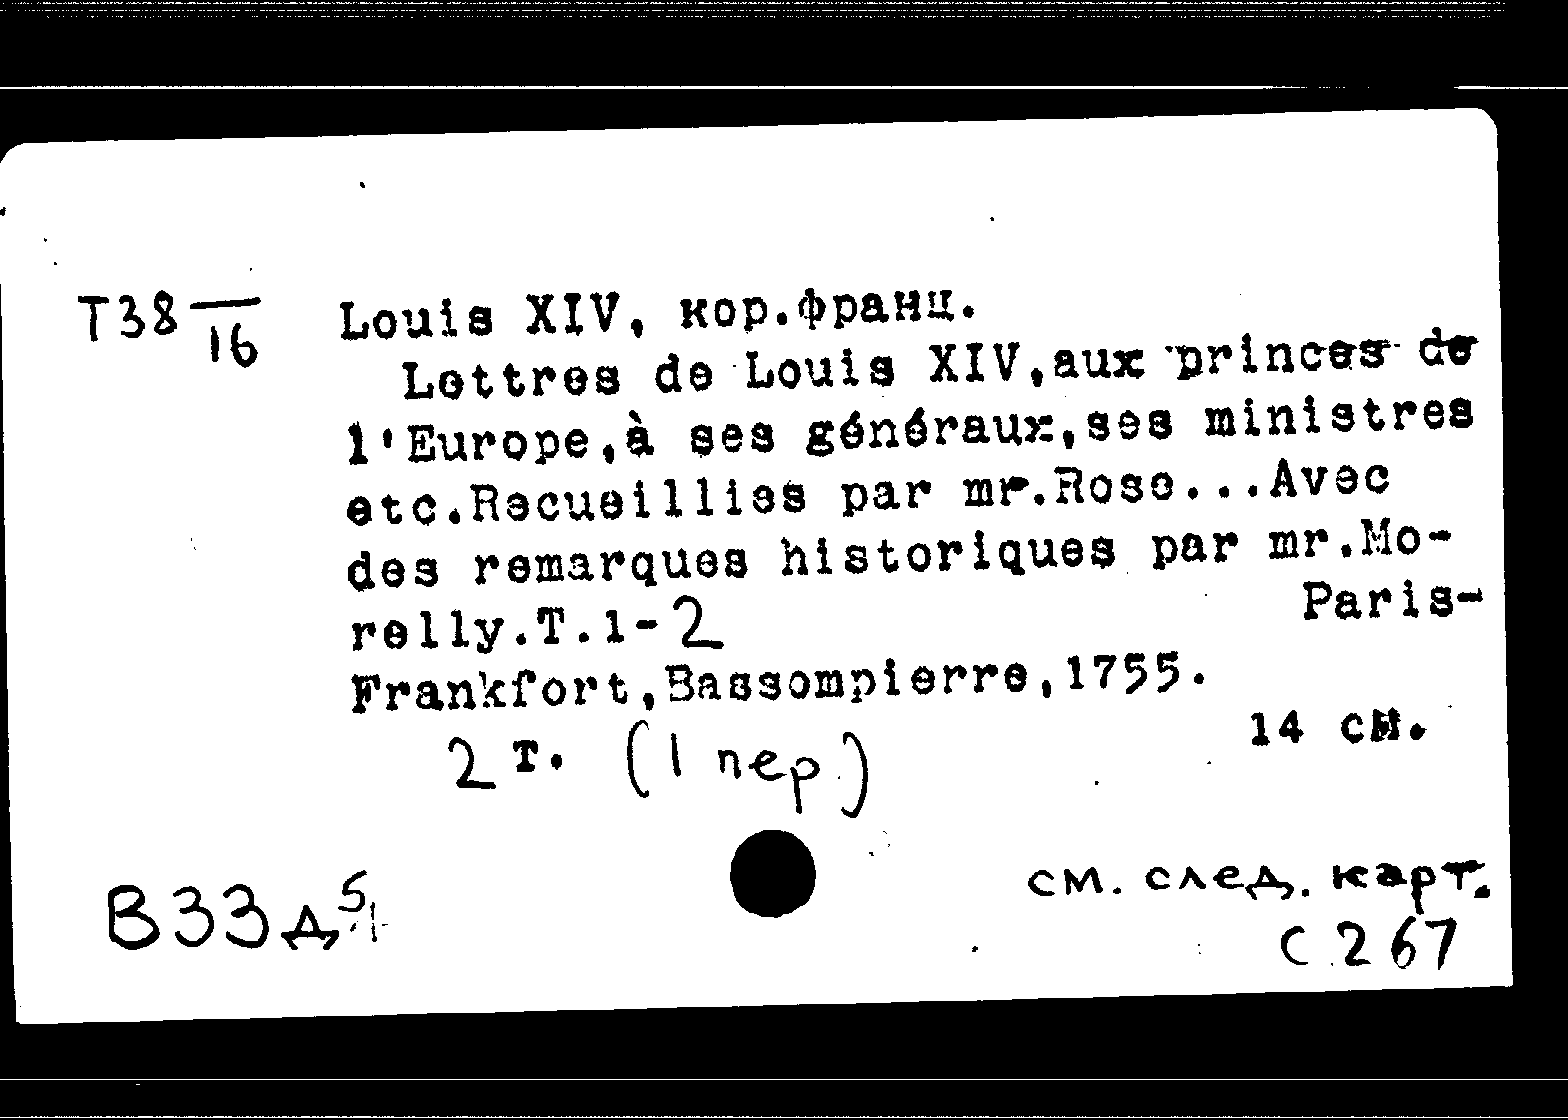 T38 — 16
Louis XIV, кор.франц.
Lettres de Louis XIV,aux princes de
l'Europe,à ses généraux,ses ministres
etc.Recueillies par mr.Rose...Avec
des remarques historiques par mr.Mo-
relly.T.1-2 Paris-
Frankfort,Bassompierre,1755.
14 см.
2 т. (1 пер.)
см. след. карт.
В33д 5
С 267